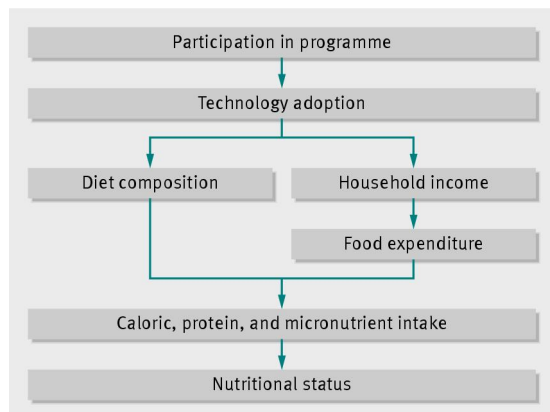 Participation in programme
Technology adoption
Diet composition
Household income
Food expenditure
Caloric, protein, and micronutrient intake
Nutritional status